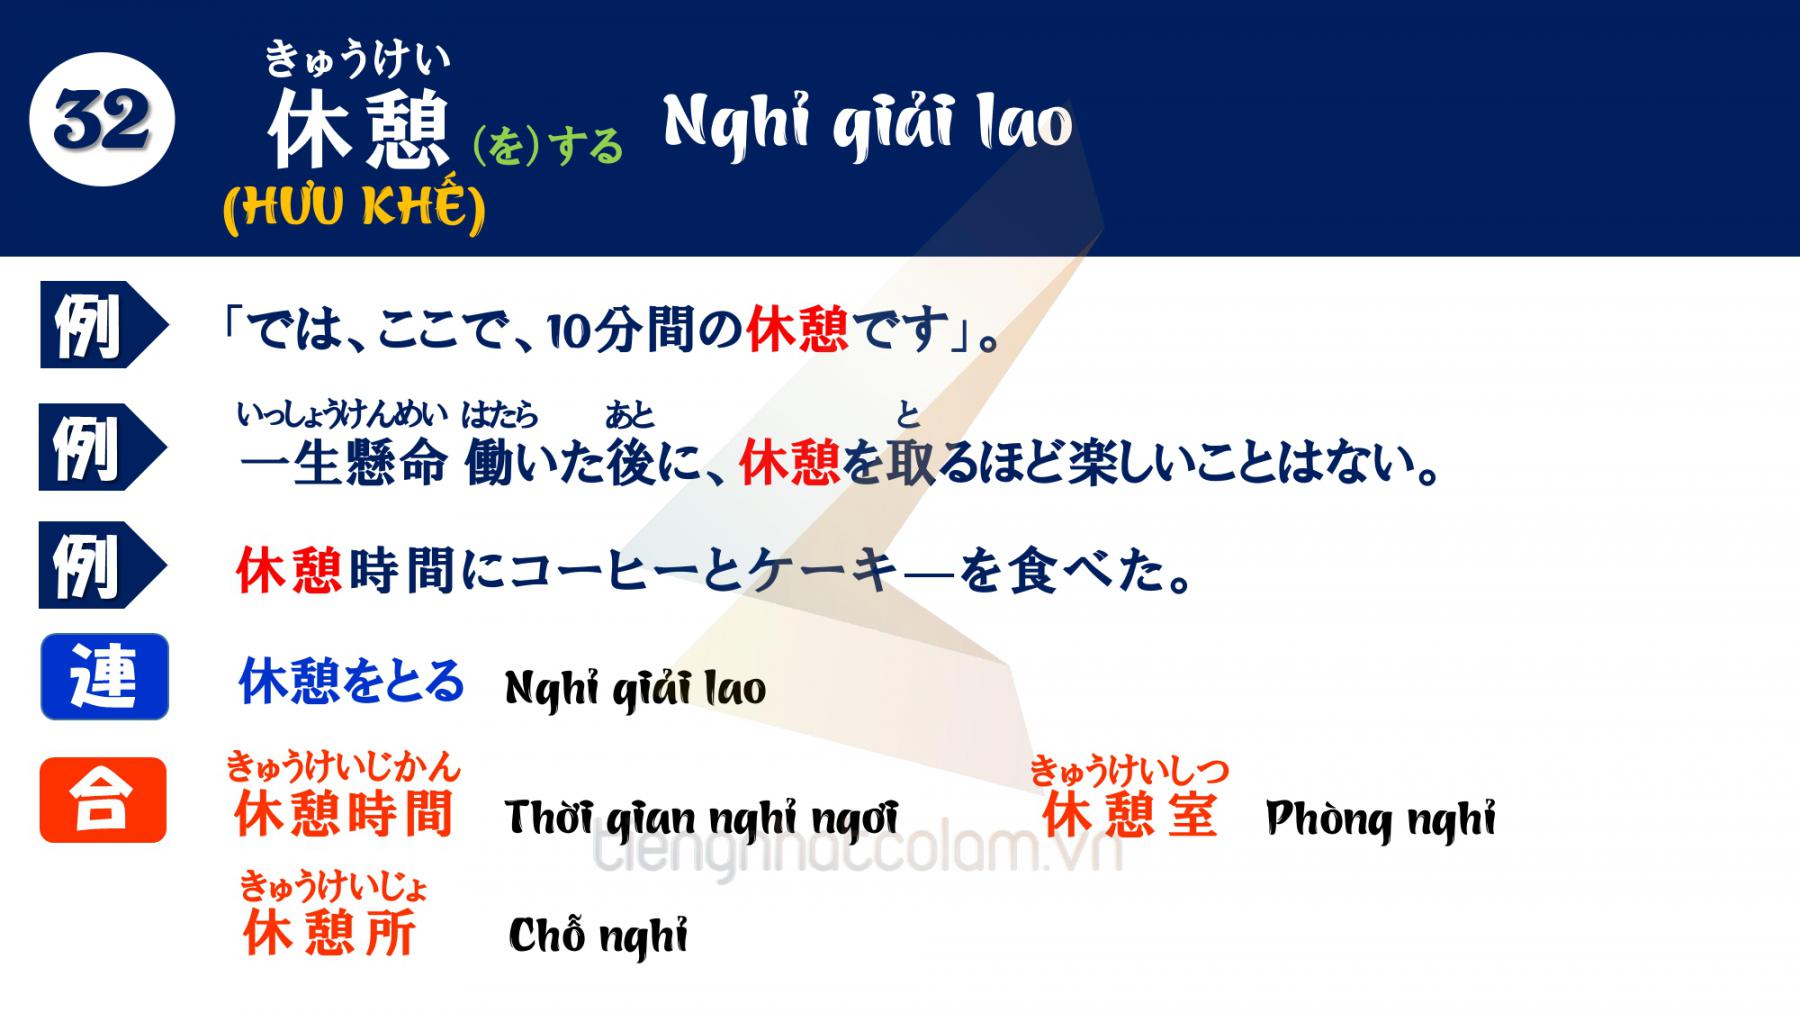 32
きゅうけい
休憩（を）する Nghỉ giải lao
(HƯU KHẾ)
例 「では、ここで、10分間の休憩です」。
いっしょうけんめい はたら あと と
例 一生懸命 働いた後に、休憩を取るほど楽しいことはない。
例 休憩時間にコーヒーとケーキ―を食べた。
連 休憩をとる Nghỉ giải lao
きゅうけいじかん きゅうけいしつ
合 休憩時間 Thời gian nghỉ ngơi 休憩室 Phòng nghỉ
tiengnhatcolam.vn
きゅうけいじょ
休憩所 Chỗ nghỉ